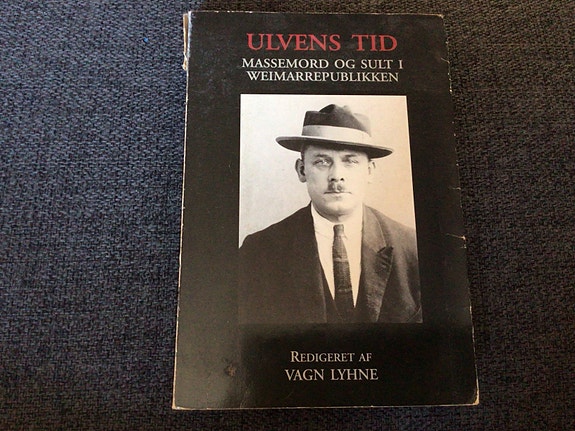 ULVENS TID
MASSEMORD OG SULT I
WEIMARREPUBLIKKEN
REDIGERET AF
VAGN LYHNE